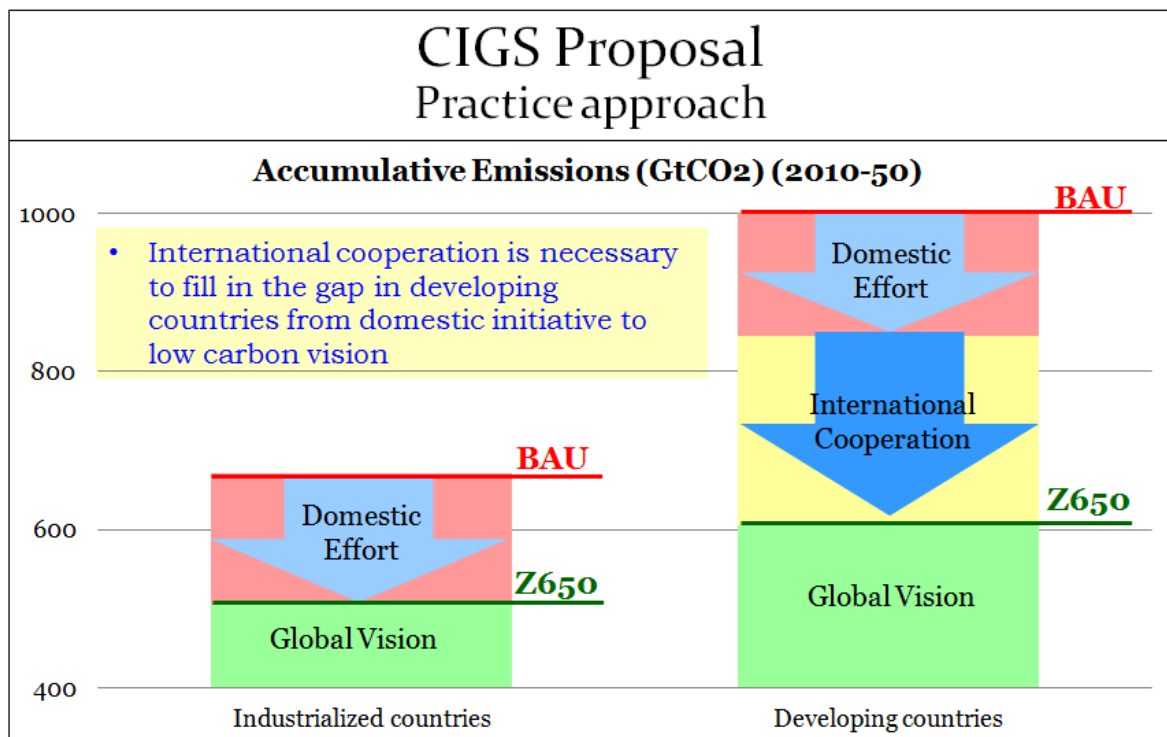 CIGS Proposal
Practice approach
Accumulative Emissions (GtCO2) (2010-50)
1000
800
600
400
• International cooperation is necessary
to fill in the gap in developing
countries from domestic initiative to
low carbon vision
BAU
Domestic
Effort
Z650
Global Vision
Industrialized countries
BAU
Domestic
Effort
International
Cooperation
Z650
Global Vision
Developing countries